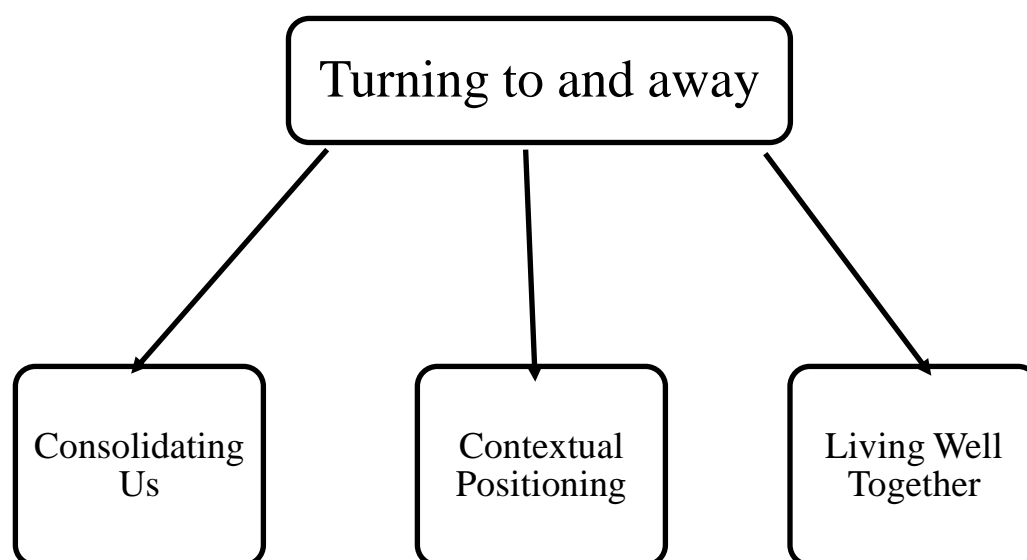 Turning to and away
Consolidating
Us
Contextual
Positioning
Living Well
Together